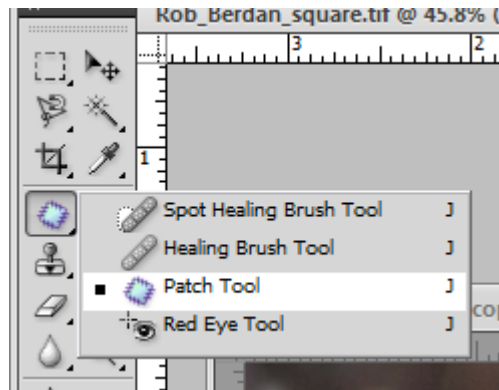 Rob_Berdan_square.tif @ 45.8% (
3 2
1
Spot Healing Brush Tool J
Healing Brush Tool J
Patch Tool J
Red Eye Tool J
cop